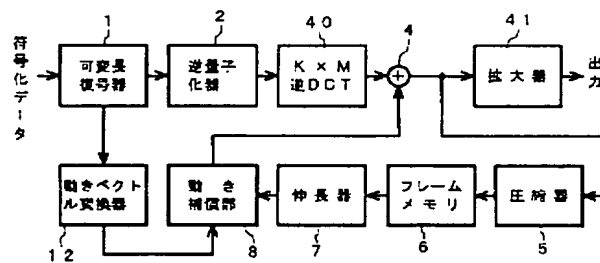 1
2
40
4
41
符号化データ
可変長
復号器
逆量子
化器
K×M
逆DCT
+
拡大器
出力
動きベクト
ル変換器
動き
補償部
伸長器
フレーム
メモリ
圧縮器
12
8
7
6
5